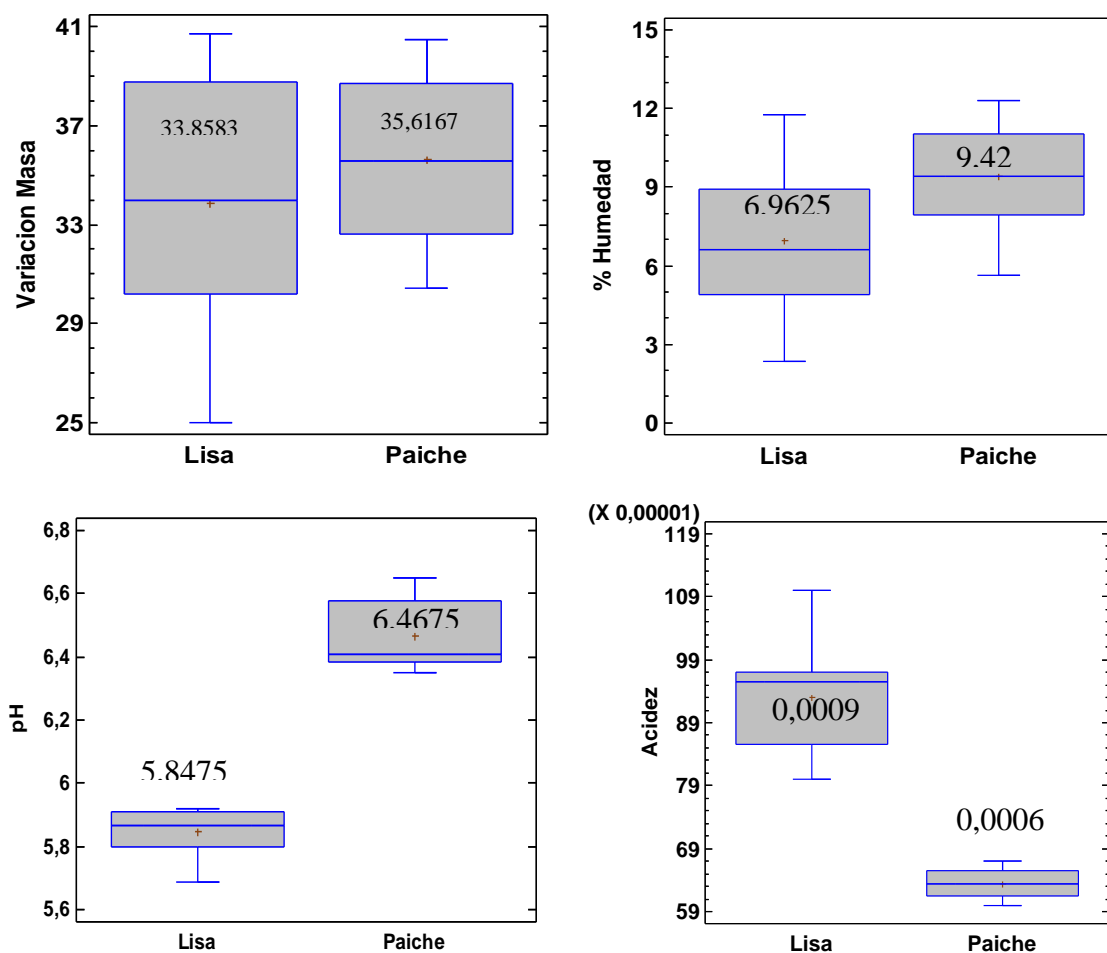 Variacion Masa
41
37
33
29
25
33,8583
35,6167
Lisa
Paiche
% Humedad
15
12
9
6
3
0
6,9625
9,42
Lisa
Paiche
pH
6,8
6,6
6,4
6,2
6
5,8
5,6
5,8475
6,4675
Lisa
Paiche
(X 0,00001)
Acidez
119
109
99
89
79
69
59
0,0009
0,0006
Lisa
Paiche